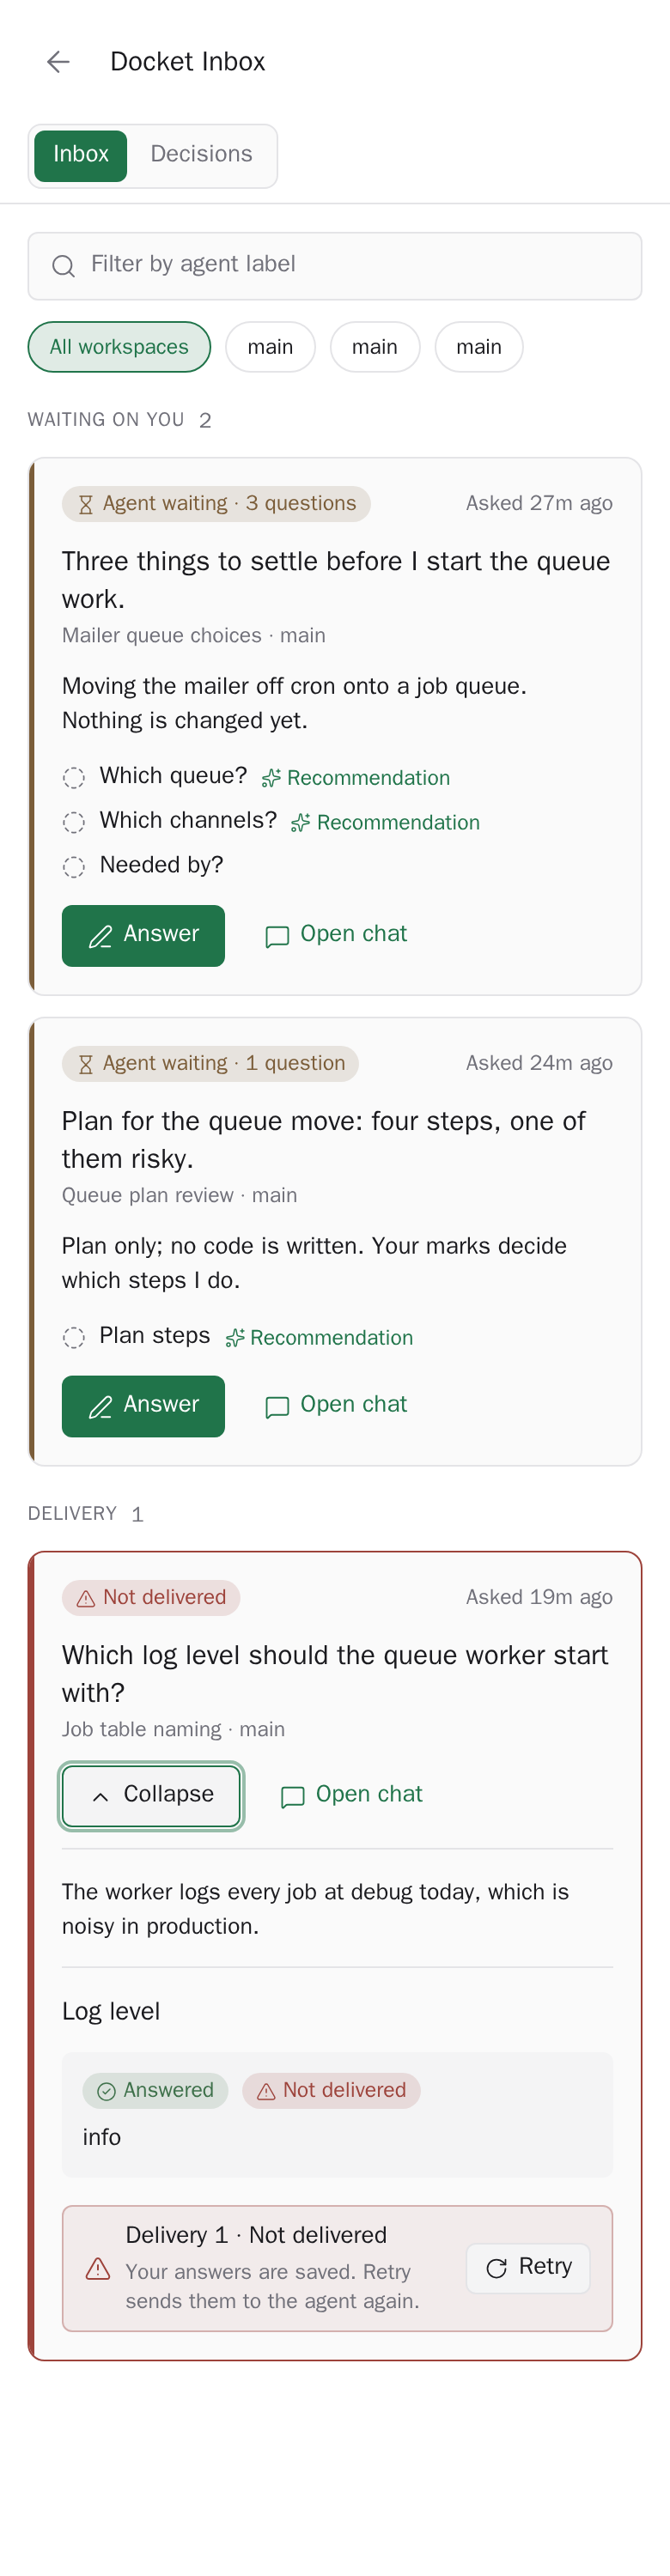 Docket Inbox
Inbox
Decisions
Filter by agent label
All workspaces
main
main
main
WAITING ON YOU 2
Agent waiting · 3 questions
Asked 27m ago
Three things to settle before I start the queue
work.
Mailer queue choices · main
Moving the mailer off cron onto a job queue.
Nothing is changed yet.
Which queue? Recommendation
Which channels? Recommendation
Needed by?
Answer
Open chat
Agent waiting · 1 question
Asked 24m ago
Plan for the queue move: four steps, one of
them risky.
Queue plan review · main
Plan only; no code is written. Your marks decide
which steps I do.
Plan steps Recommendation
Answer
Open chat
DELIVERY 1
Not delivered
Asked 19m ago
Which log level should the queue worker start
with?
Job table naming · main
Collapse
Open chat
The worker logs every job at debug today, which is
noisy in production.
Log level
Answered
Not delivered
info
Delivery 1 · Not delivered
Your answers are saved. Retry
sends them to the agent again.
Retry